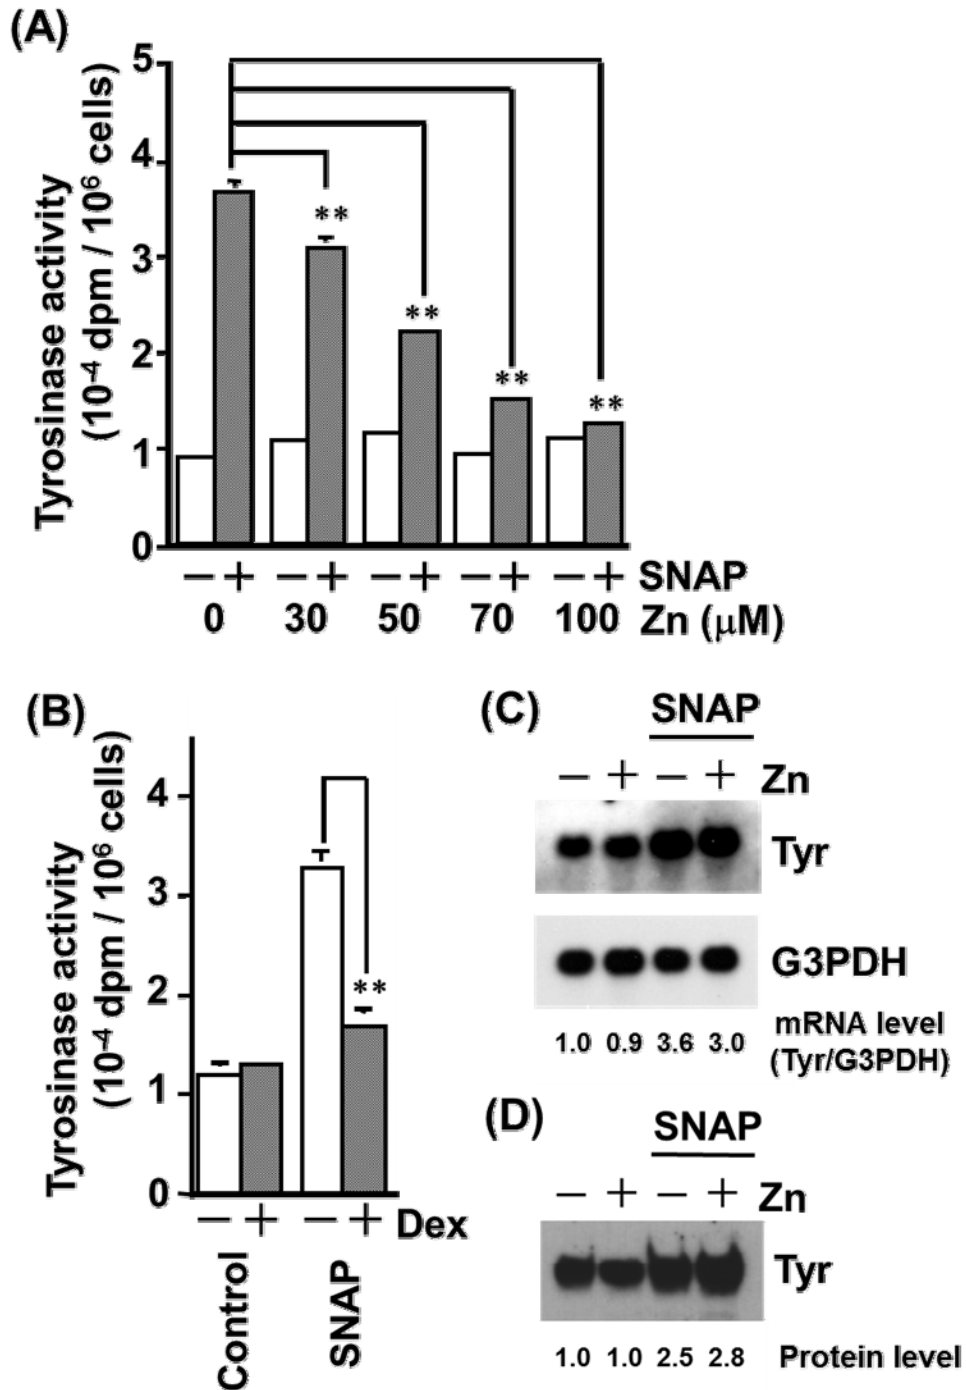 (A)
Tyrosinase activity
(10⁻⁴ dpm / 10⁶ cells)
5
4
3
2
1
0
**
**
**
**
− + − + − + − + − + SNAP
0 30 50 70 100 Zn (μM)
(B)
Tyrosinase activity
(10⁻⁴ dpm / 10⁶ cells)
4
3
2
1
0
**
− + − + Dex
Control
SNAP
(C)
SNAP
− + − + Zn
Tyr
G3PDH
1.0 0.9 3.6 3.0 mRNA level
(Tyr/G3PDH)
(D)
SNAP
− + − + Zn
Tyr
1.0 1.0 2.5 2.8 Protein level